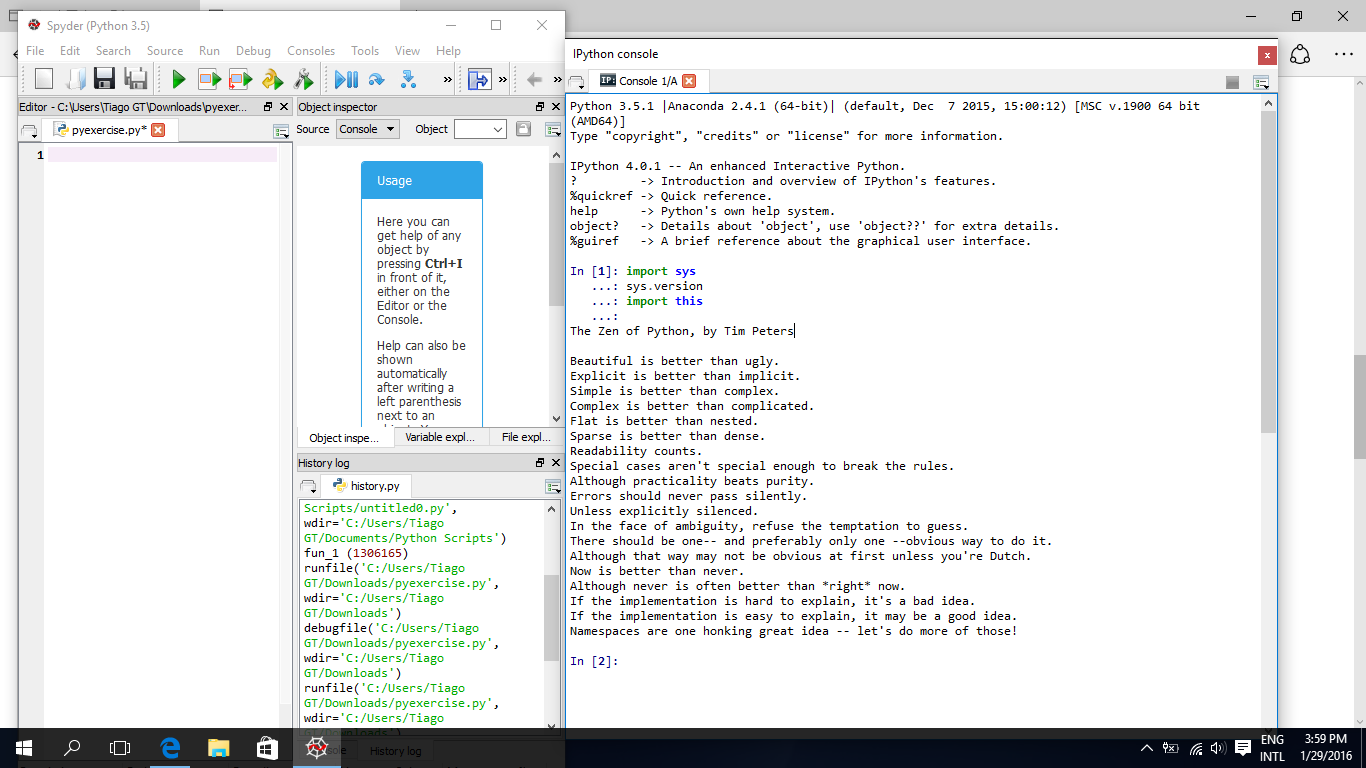 Spyder (Python 3.5)
File Edit Search Source Run Debug Consoles Tools View Help
Editor - C:\Users\Tiago GT\Downloads\pyexer...
pyexercise.py*
1
Object inspector
Source Console Object
Usage
Here you can
get help of any
object by
pressing Ctrl+I
in front of it,
either on the
Editor or the
Console.
Help can also be
shown
automatically
after writing a
left parenthesis
next to an
Object inspe... Variable expl... File expl...
History log
history.py
Scripts/untitled0.py',
wdir='C:/Users/Tiago
GT/Documents/Python Scripts')
fun_1 (1306165)
runfile('C:/Users/Tiago
GT/Downloads/pyexercise.py',
wdir='C:/Users/Tiago
GT/Downloads')
debugfile('C:/Users/Tiago
GT/Downloads/pyexercise.py',
wdir='C:/Users/Tiago
GT/Downloads')
runfile('C:/Users/Tiago
GT/Downloads/pyexercise.py',
wdir='C:/Users/Tiago
GT/Downloads')
History log
IPython console
IP: Console 1/A
Python 3.5.1 |Anaconda 2.4.1 (64-bit)| (default, Dec  7 2015, 15:00:12) [MSC v.1900 64 bit
(AMD64)]
Type "copyright", "credits" or "license" for more information.
IPython 4.0.1 -- An enhanced Interactive Python.
?         -> Introduction and overview of IPython's features.
%quickref -> Quick reference.
help      -> Python's own help system.
object?   -> Details about 'object', use 'object??' for extra details.
%guiref   -> A brief reference about the graphical user interface.
In [1]: import sys
   ...: sys.version
   ...: import this
   ...:
The Zen of Python, by Tim Peters
Beautiful is better than ugly.
Explicit is better than implicit.
Simple is better than complex.
Complex is better than complicated.
Flat is better than nested.
Sparse is better than dense.
Readability counts.
Special cases aren't special enough to break the rules.
Although practicality beats purity.
Errors should never pass silently.
Unless explicitly silenced.
In the face of ambiguity, refuse the temptation to guess.
There should be one-- and preferably only one --obvious way to do it.
Although that way may not be obvious at first unless you're Dutch.
Now is better than never.
Although never is often better than *right* now.
If the implementation is hard to explain, it's a bad idea.
If the implementation is easy to explain, it may be a good idea.
Namespaces are one honking great idea -- let's do more of those!
In [2]:
ENG
INTL
3:59 PM
1/29/2016